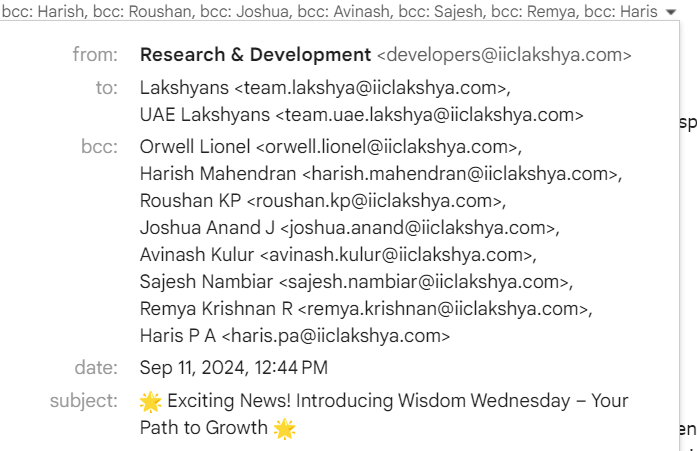 bcc: Harish, bcc: Roushan, bcc: Joshua, bcc: Avinash, bcc: Sajesh, bcc: Remya, bcc: Haris
from: Research & Development <developers@iiclakshya.com>
to: Lakshyans <team.lakshya@iiclakshya.com>,
UAE Lakshyans <team.uae.lakshya@iiclakshya.com>
bcc: Orwell Lionel <orwell.lionel@iiclakshya.com>,
Harish Mahendran <harish.mahendran@iiclakshya.com>,
Roushan KP <roushan.kp@iiclakshya.com>,
Joshua Anand J <joshua.anand@iiclakshya.com>,
Avinash Kulur <avinash.kulur@iiclakshya.com>,
Sajesh Nambiar <sajesh.nambiar@iiclakshya.com>,
Remya Krishnan R <remya.krishnan@iiclakshya.com>,
Haris P A <haris.pa@iiclakshya.com>
date: Sep 11, 2024, 12:44 PM
subject: 🌟 Exciting News! Introducing Wisdom Wednesday – Your
Path to Growth 🌟
sp
en